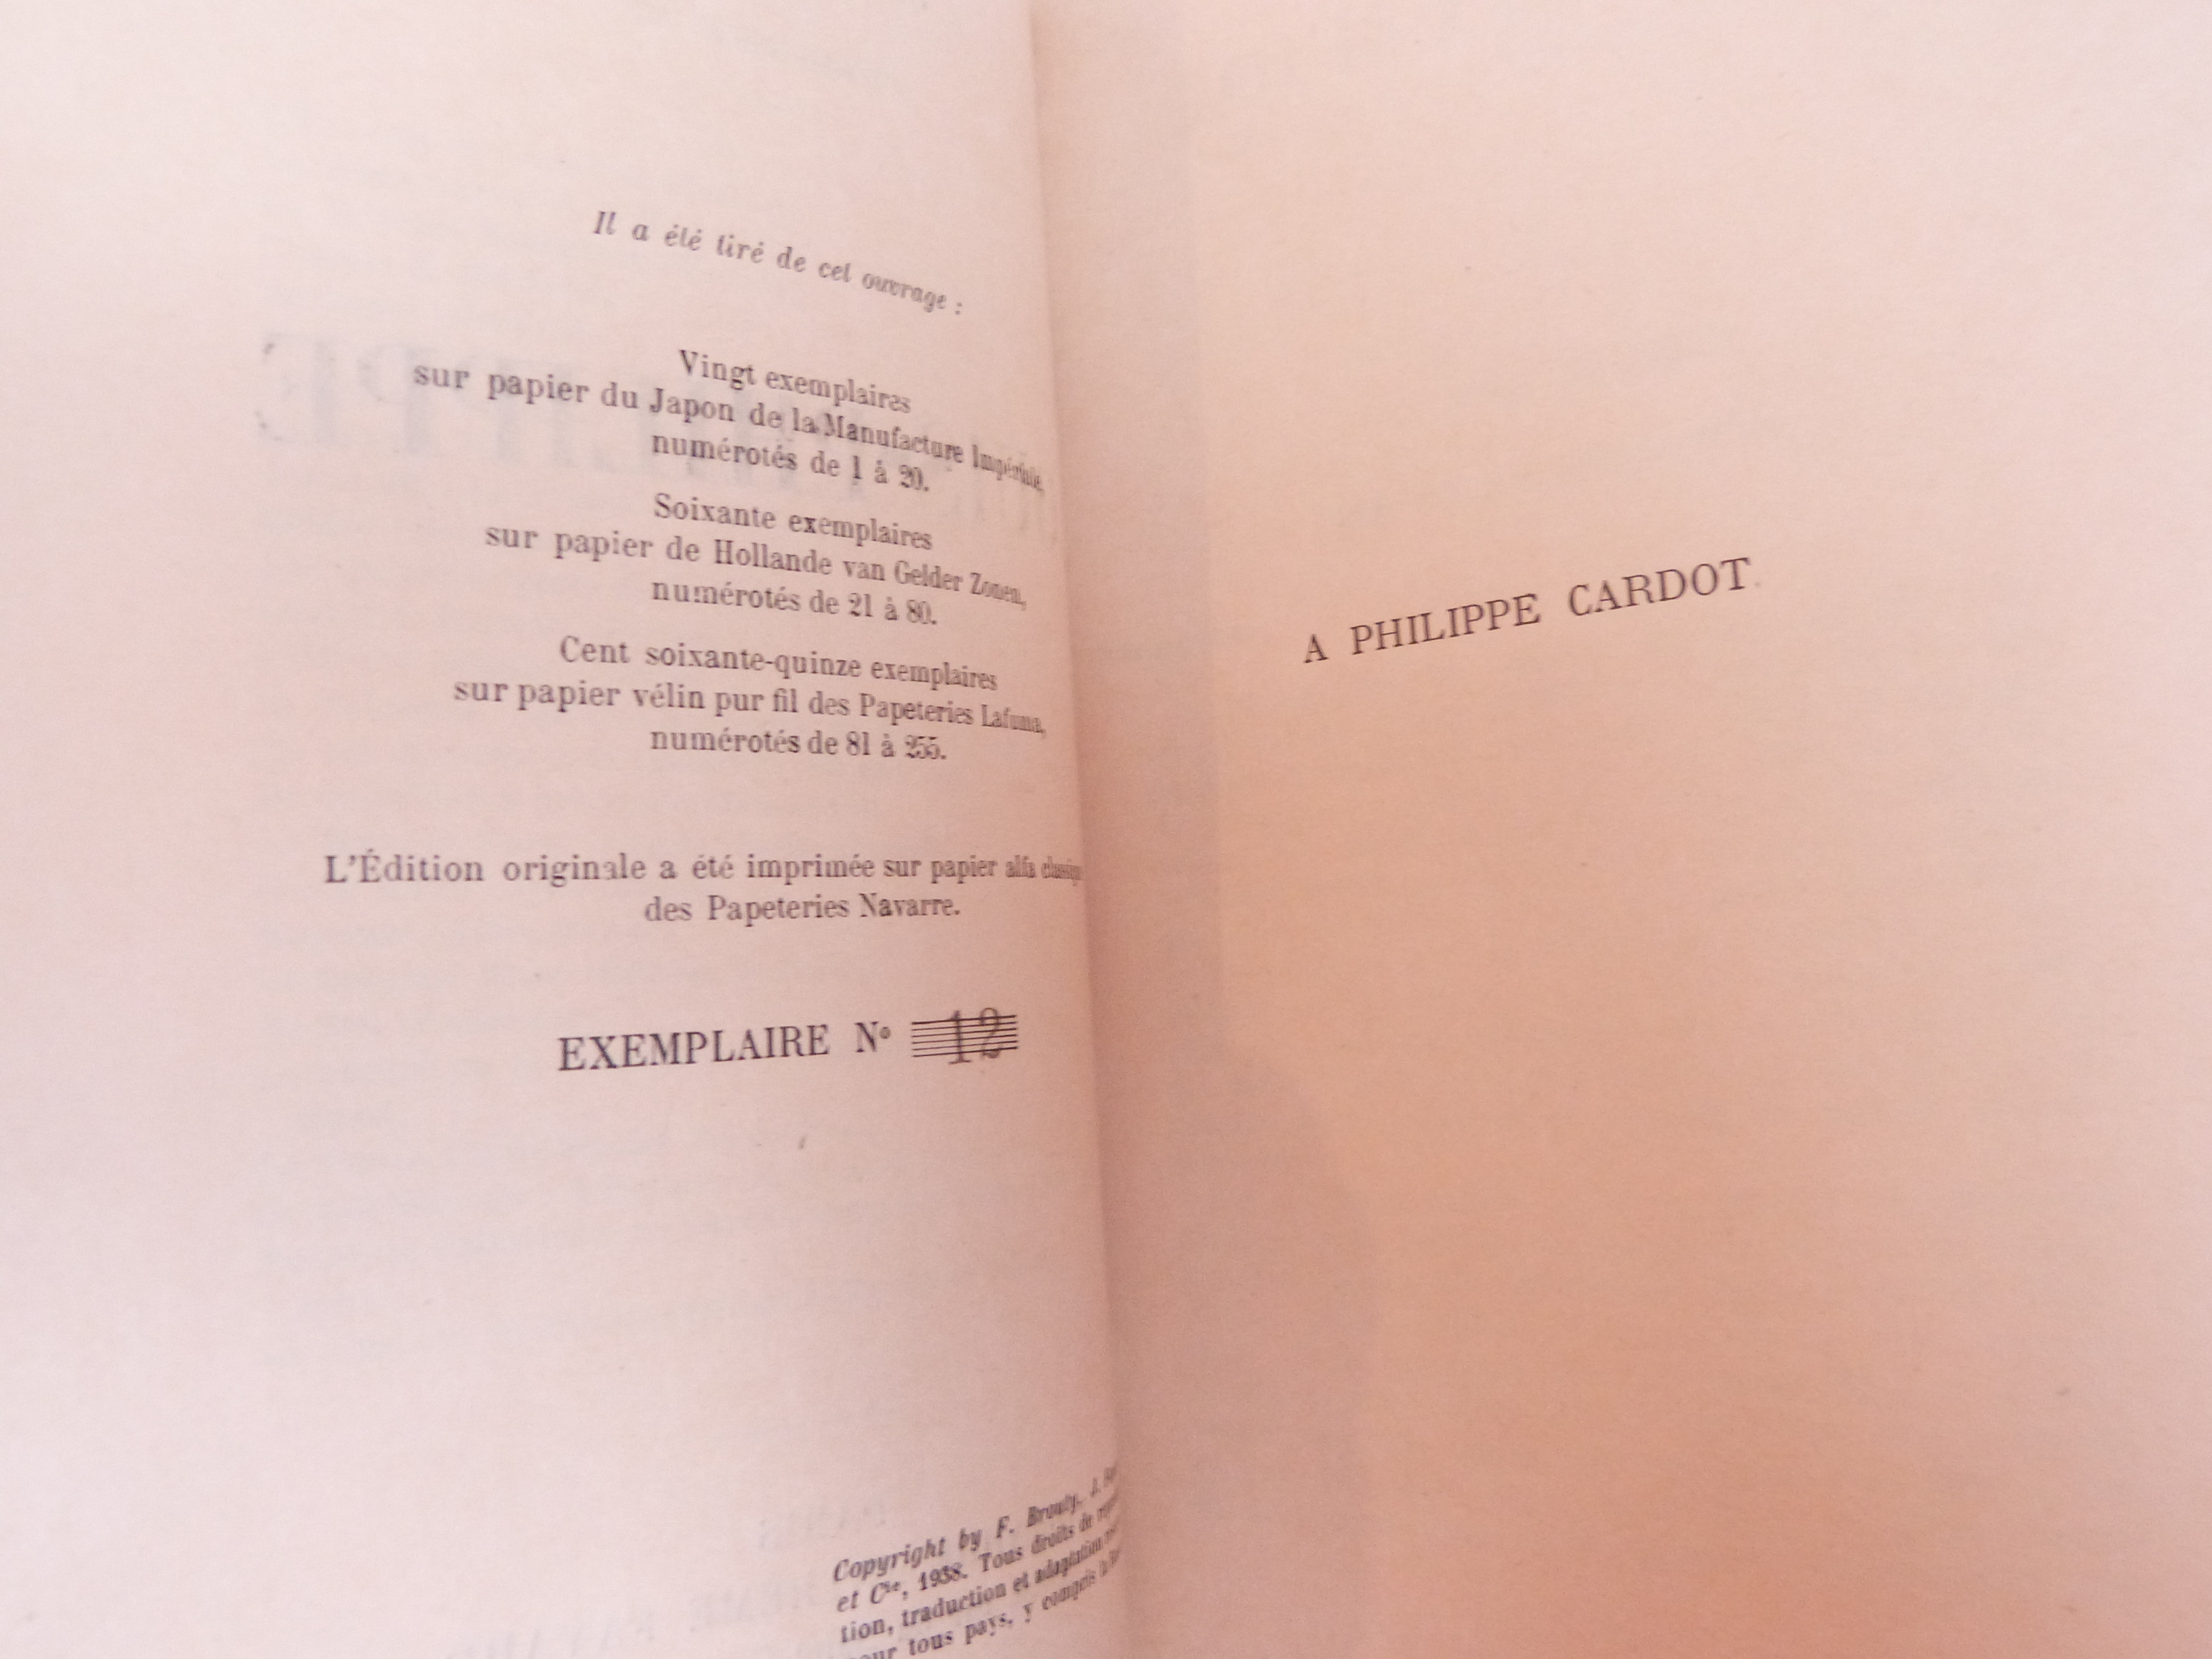 Il a été tiré de cet ouvrage :
Vingt exemplaires
sur papier du Japon de la Manufacture Impériale,
numérotés de 1 à 20.
Soixante exemplaires
sur papier de Hollande van Gelder Zonen,
numérotés de 21 à 80.
Cent soixante-quinze exemplaires
sur papier vélin pur fil des Papeteries Lafuma,
numérotés de 81 à 255.
L'Édition originale a été imprimée sur papier alfa classique
des Papeteries Navarre.
EXEMPLAIRE Nº 12
Copyright by F. Brouty, J.
et Cie, 1938. Tous droits de
tion, traduction et adaptation
pour tous pays, y compris la
A PHILIPPE CARDOT